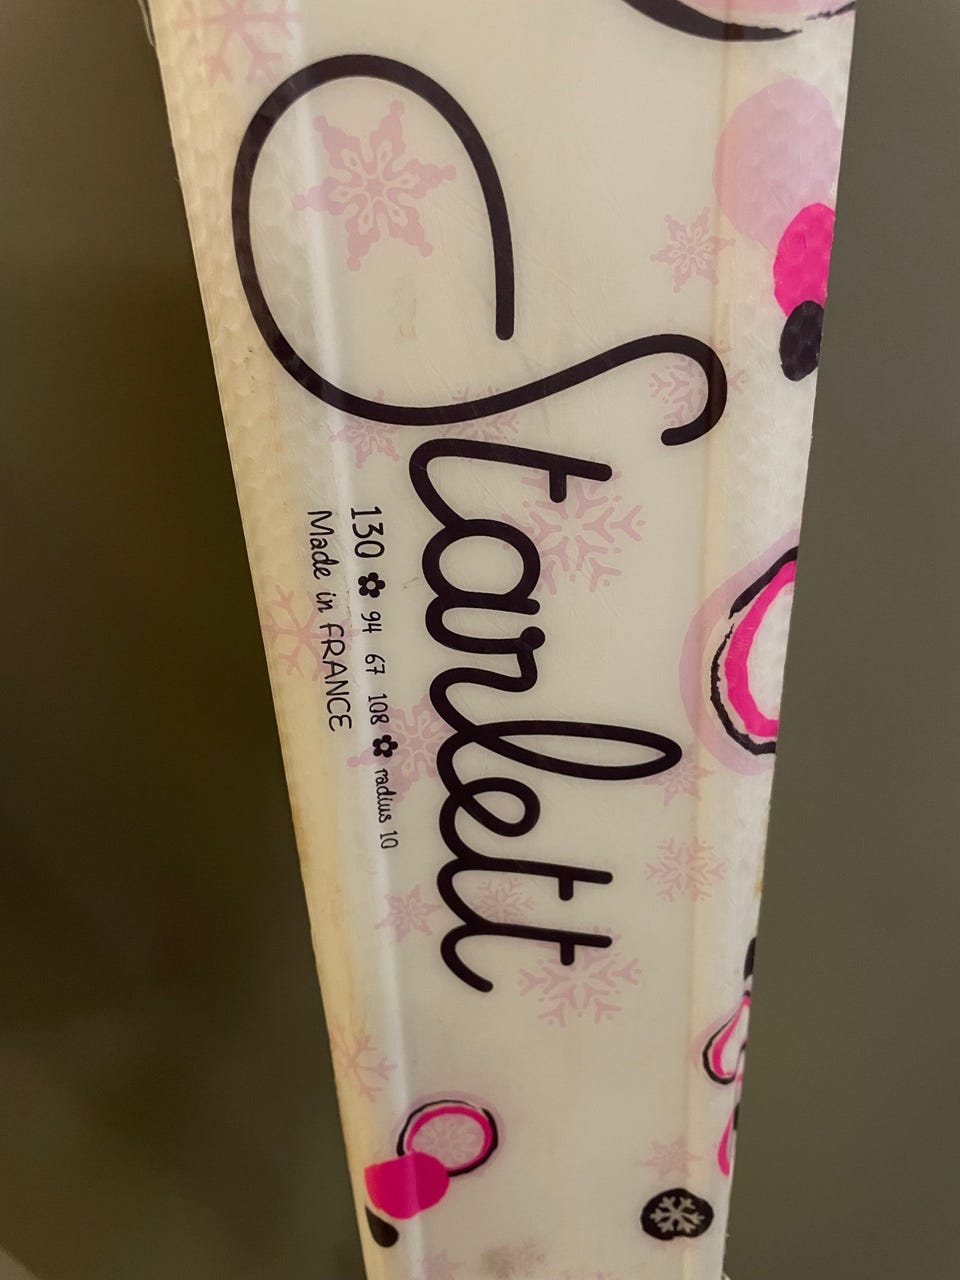 Starlett
130 94 67 108 radius 10
Made in FRANCE